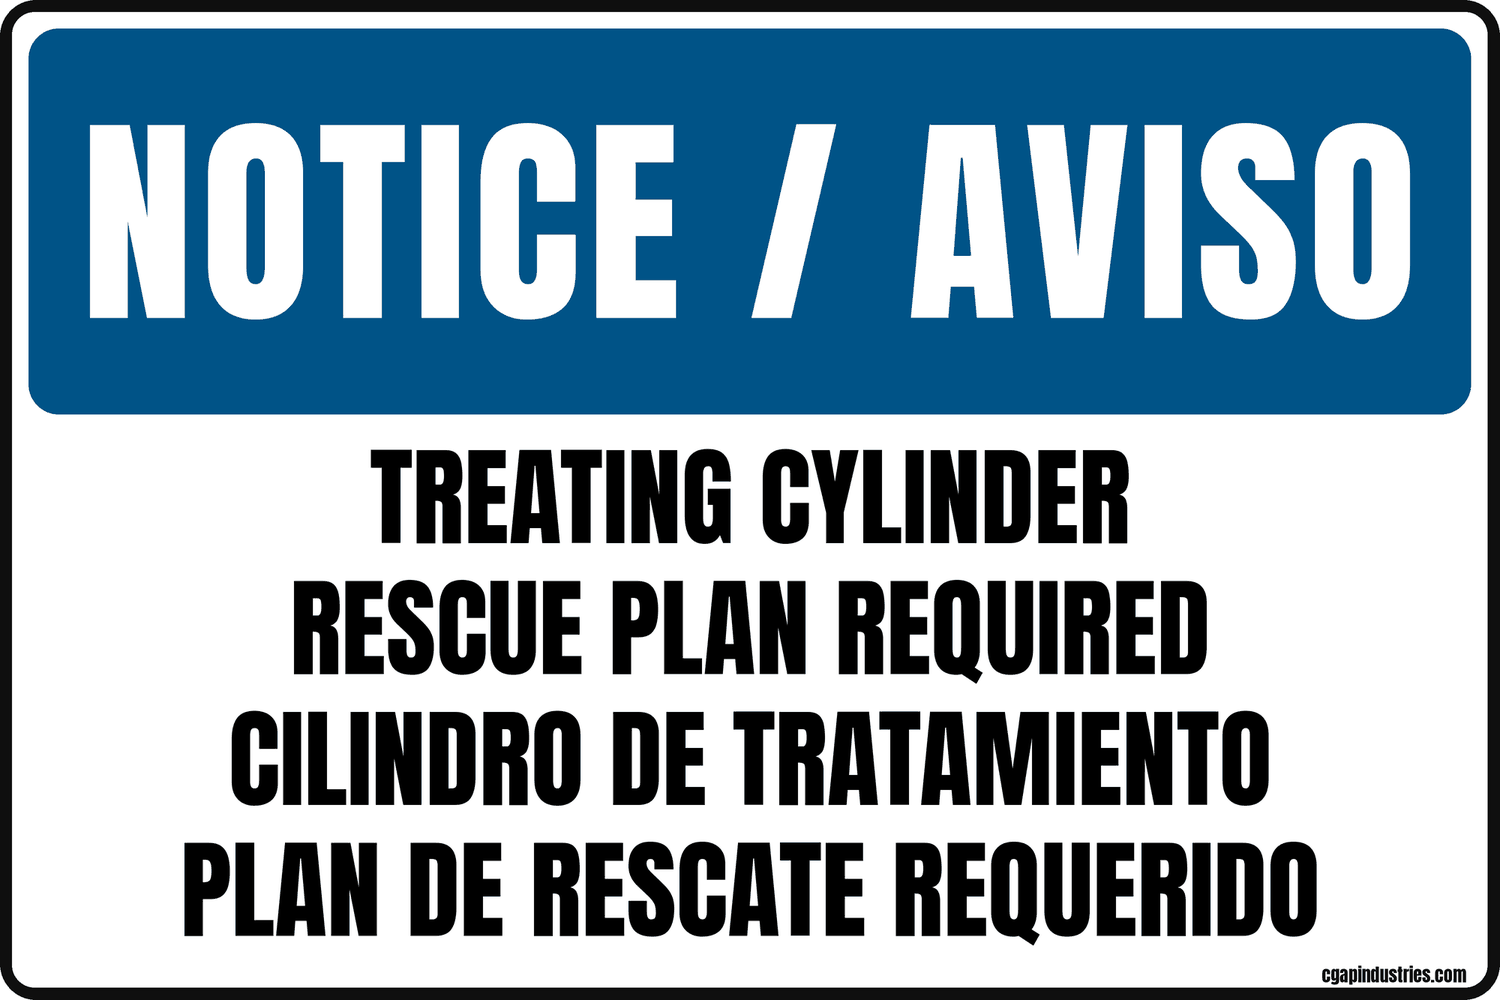 NOTICE / AVISO
TREATING CYLINDER
RESCUE PLAN REQUIRED
CILINDRO DE TRATAMIENTO
PLAN DE RESCATE REQUERIDO
cgapindustries.com